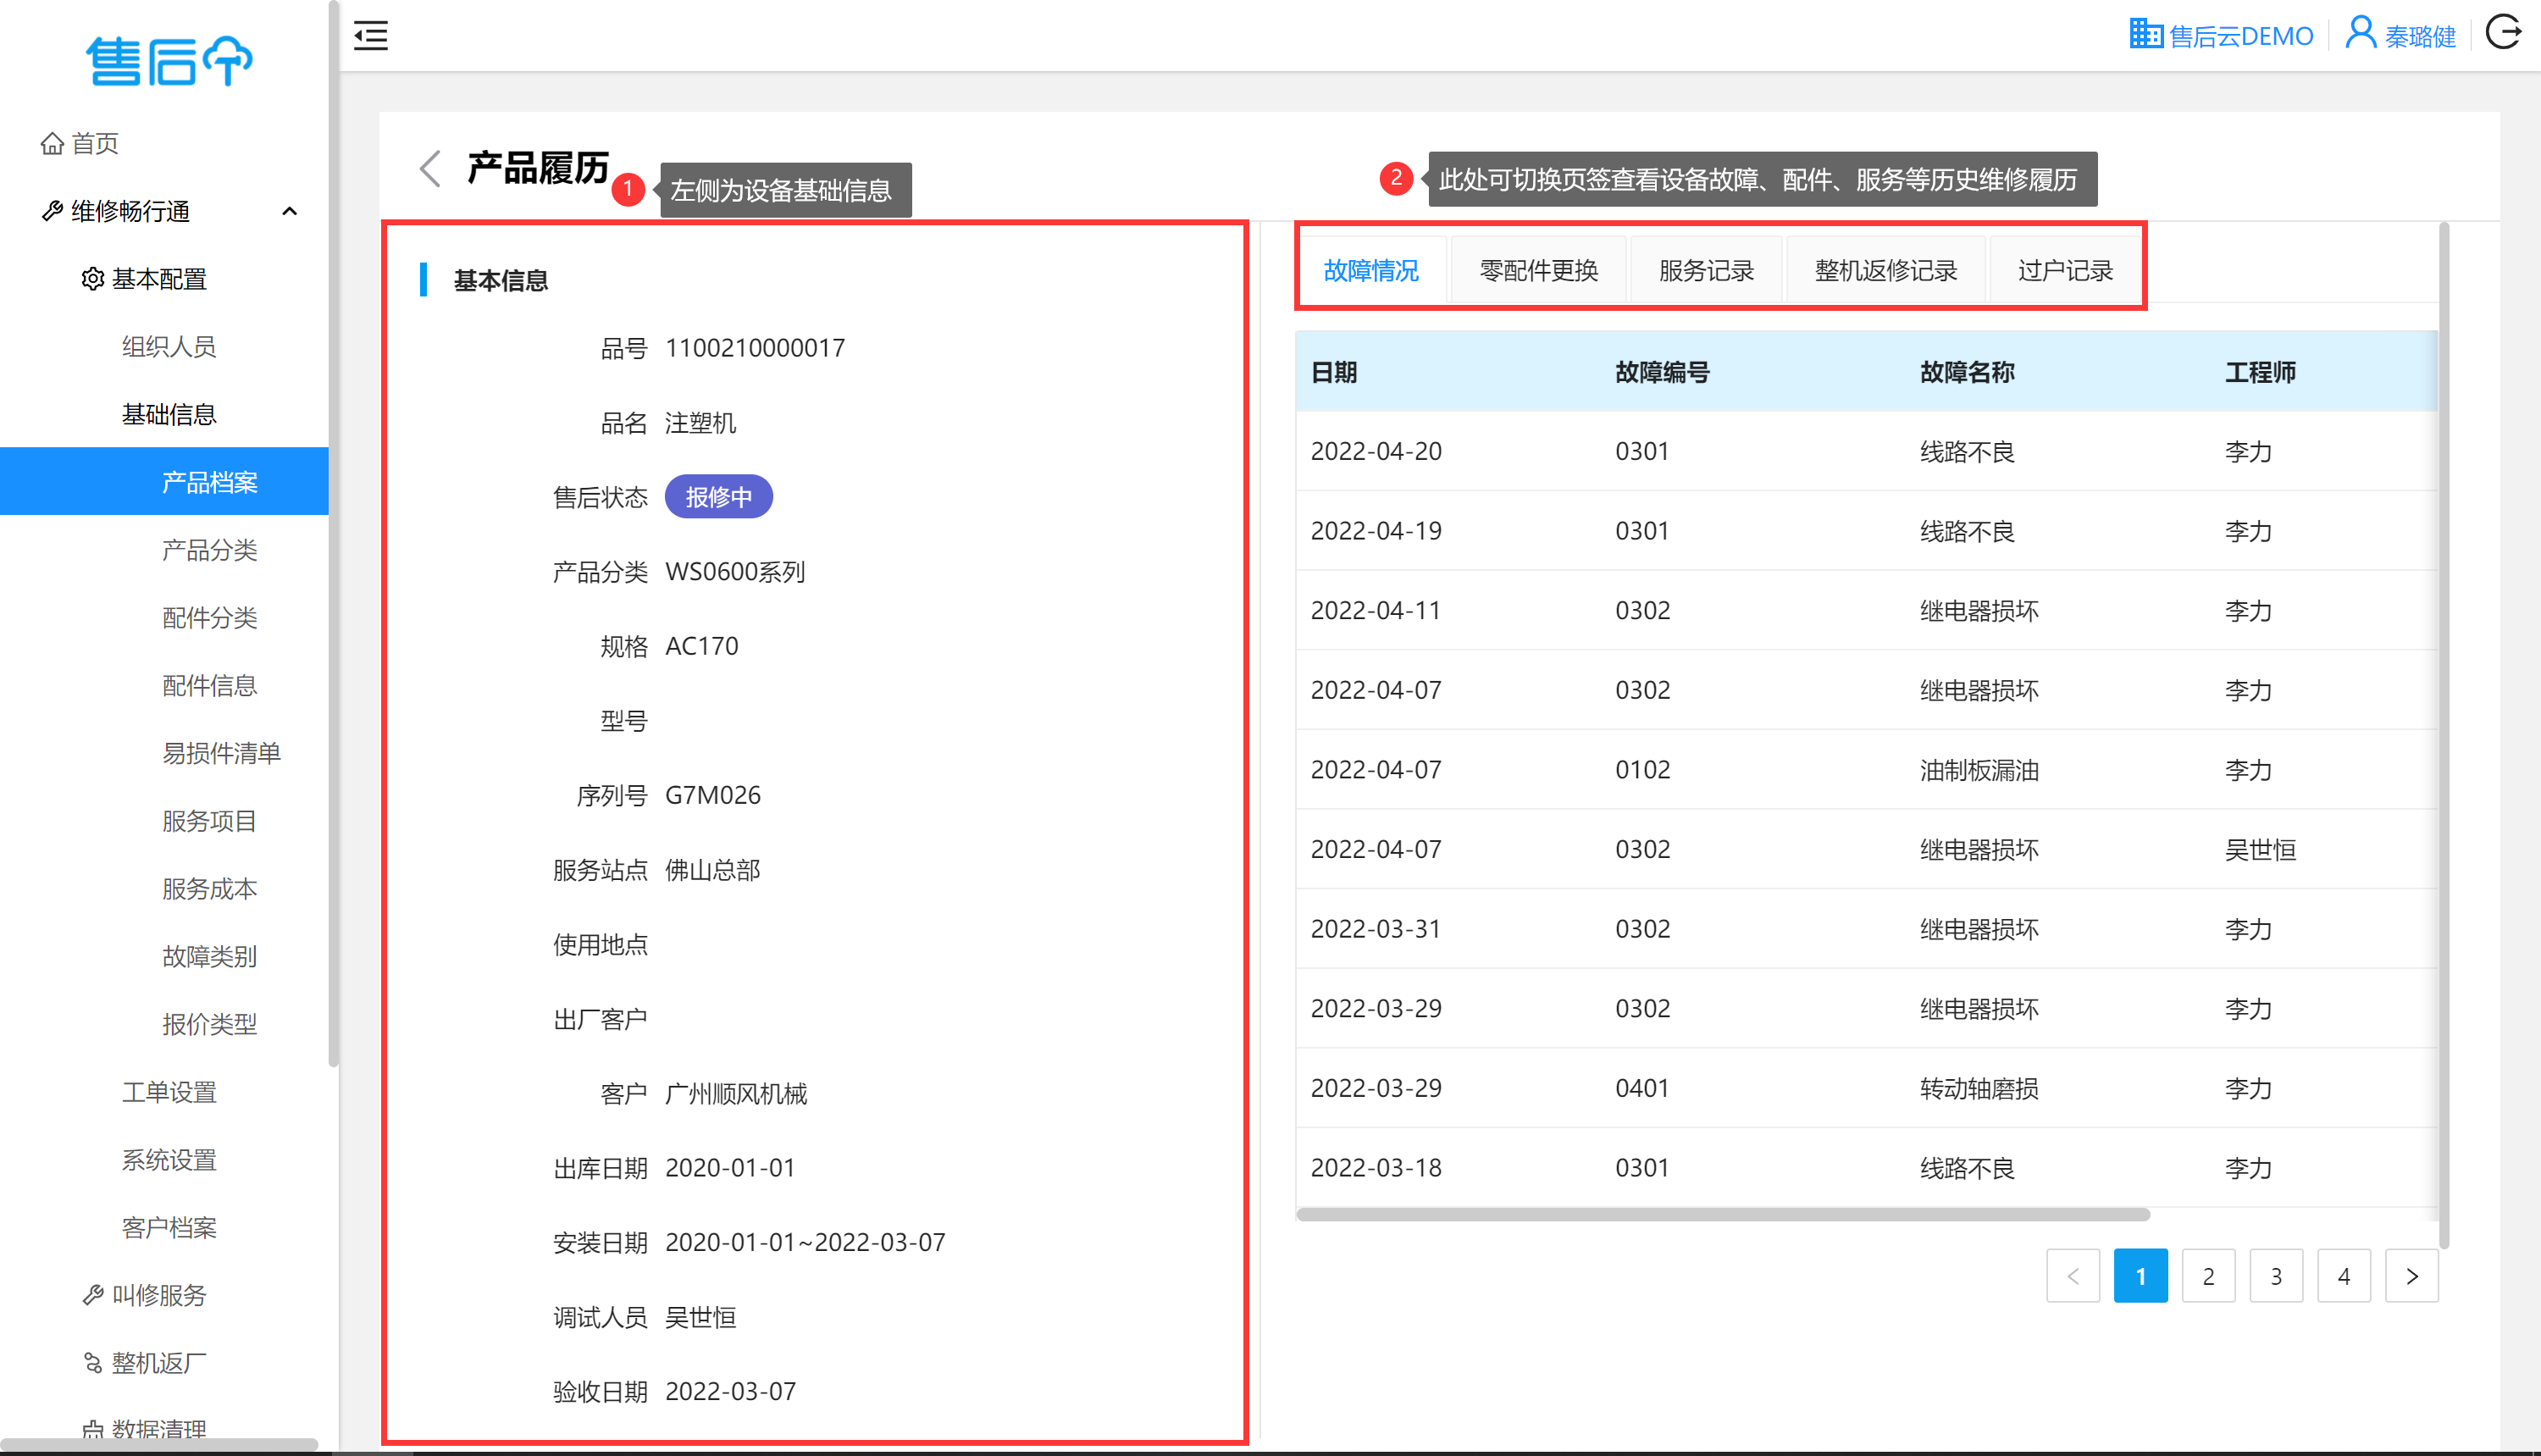 售后云
首页
维修畅行通
基本配置
组织人员
基础信息
产品档案
产品分类
配件分类
配件信息
易损件清单
服务项目
服务成本
故障类别
报价类型
工单设置
系统设置
客户档案
叫修服务
整机返厂
数据清理
售后云DEMO 秦璐健
产品履历
1 左侧为设备基础信息
2 此处可切换页签查看设备故障、配件、服务等历史维修履历
基本信息
品号 1100210000017
品名 注塑机
售后状态 报修中
产品分类 WS0600系列
规格 AC170
型号
序列号 G7M026
服务站点 佛山总部
使用地点
出厂客户
客户 广州顺风机械
出库日期 2020-01-01
安装日期 2020-01-01~2022-03-07
调试人员 吴世恒
验收日期 2022-03-07
故障情况 零配件更换 服务记录 整机返修记录 过户记录
日期 故障编号 故障名称 工程师
2022-04-20 0301 线路不良 李力
2022-04-19 0301 线路不良 李力
2022-04-11 0302 继电器损坏 李力
2022-04-07 0302 继电器损坏 李力
2022-04-07 0102 油制板漏油 李力
2022-04-07 0302 继电器损坏 吴世恒
2022-03-31 0302 继电器损坏 李力
2022-03-29 0302 继电器损坏 李力
2022-03-29 0401 转动轴磨损 李力
2022-03-18 0301 线路不良 李力
< 1 2 3 4 >